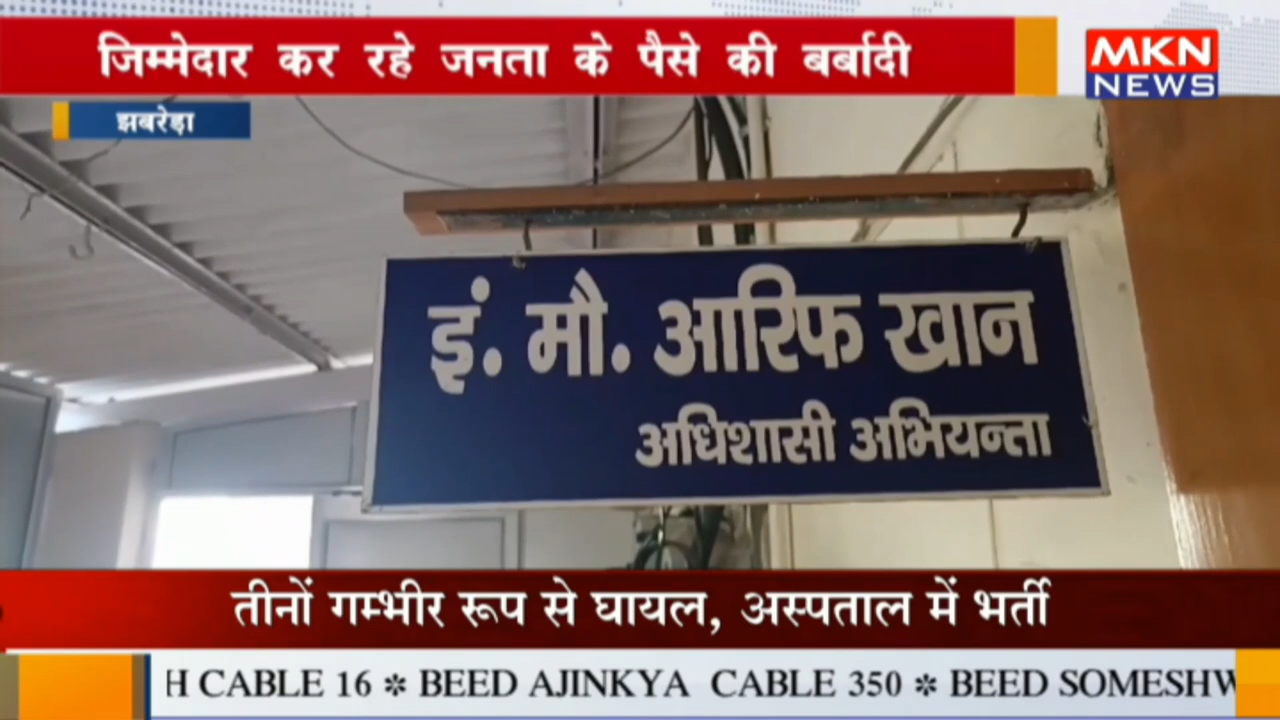 जिम्मेदार कर रहे जनता के पैसे की बर्बादी
MKN
NEWS
झबरेड़ा
इं. मौ. आरिफ खान
अधिशासी अभियन्ता
तीनों गम्भीर रूप से घायल, अस्पताल में भर्ती
H CABLE 16 * BEED AJINKYA CABLE 350 * BEED SOMESHW